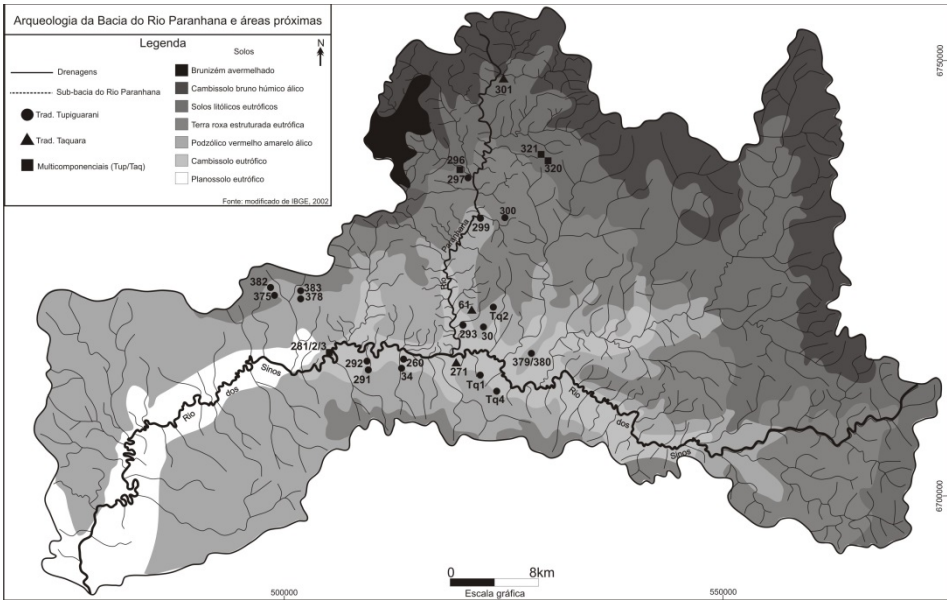 Arqueologia da Bacia do Rio Paranhana e áreas próximas
Legenda
Drenagens
Sub-bacia do Rio Paranhana
Trad. Tupiguarani
Trad. Taquara
Multicomponenciais (Tup/Taq)
Solos
N
Brunizém avermelhado
Cambissolo bruno húmico álico
Solos litólicos eutróficos
Terra roxa estruturada eutrófica
Podzólico vermelho amarelo álico
Cambissolo eutrófico
Planossolo eutrófico
Fonte: modificado de IBGE, 2002
6750000
301
321
320
296
297
299
300
Rio Paranhana
382
375
383
378
61
Tq2
293
30
281/2/3
292
291
260
34
271
Tq1
Tq4
379/380
Rio dos Sinos
Rio dos Sinos
6700000
0 8km
Escala gráfica
500000
550000